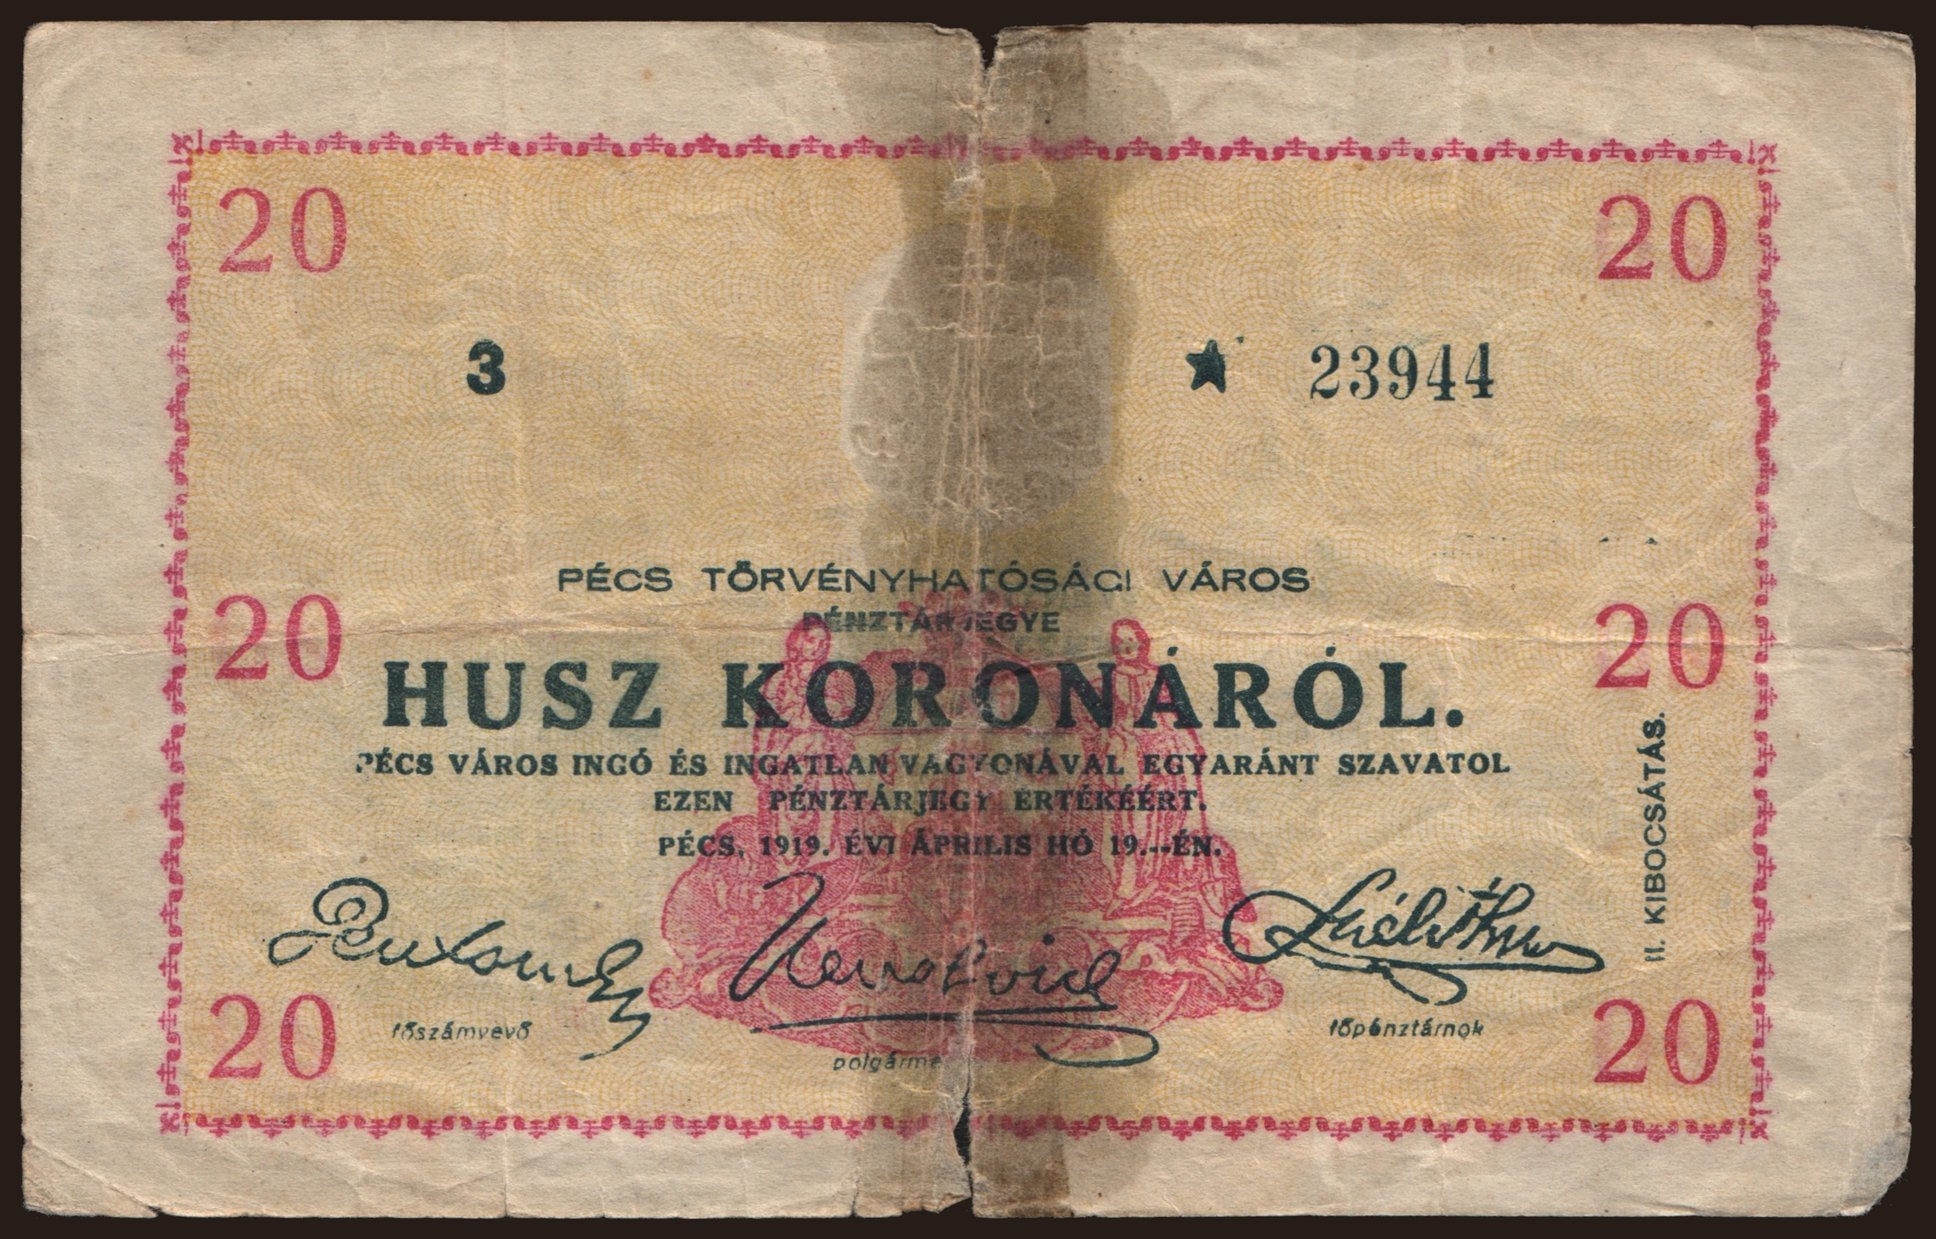 20 20
3 ★ 23944
PÉCS TÖRVÉNYHATÓSÁGI VÁROS
PÉNZTÁRJEGYE
20 20
HUSZ KORONÁRÓL.
PÉCS VÁROS INGÓ ÉS INGATLAN VAGYONÁVAL EGYARÁNT SZAVATOL
EZEN PÉNZTÁRJEGY ÉRTÉKÉÉRT.
PÉCS, 1919. ÉVI ÁPRILIS HÓ 19.--ÉN.
II. KIBOCSÁTÁS.
20 20
főszámvevő
polgárme
főpénztárnok